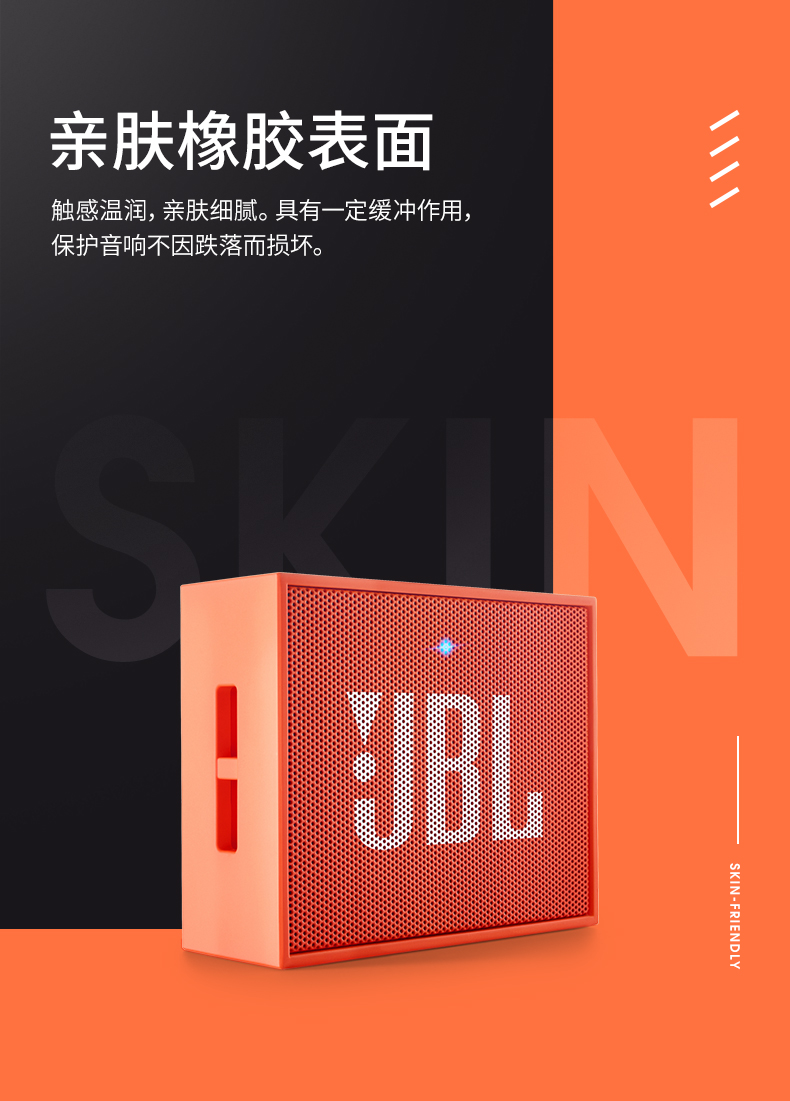 亲肤橡胶表面
触感温润，亲肤细腻。具有一定缓冲作用，
保护音响不因跌落而损坏。
SKIN
JBL
SKIN-FRIENDLY